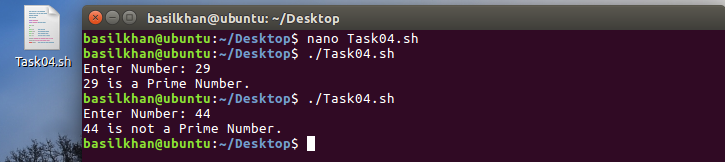 basilkhan@ubuntu: ~/Desktop
basilkhan@ubuntu:~/Desktop$ nano Task04.sh
basilkhan@ubuntu:~/Desktop$ ./Task04.sh
Enter Number: 29
29 is a Prime Number.
basilkhan@ubuntu:~/Desktop$ ./Task04.sh
Enter Number: 44
44 is not a Prime Number.
basilkhan@ubuntu:~/Desktop$
Task04.sh